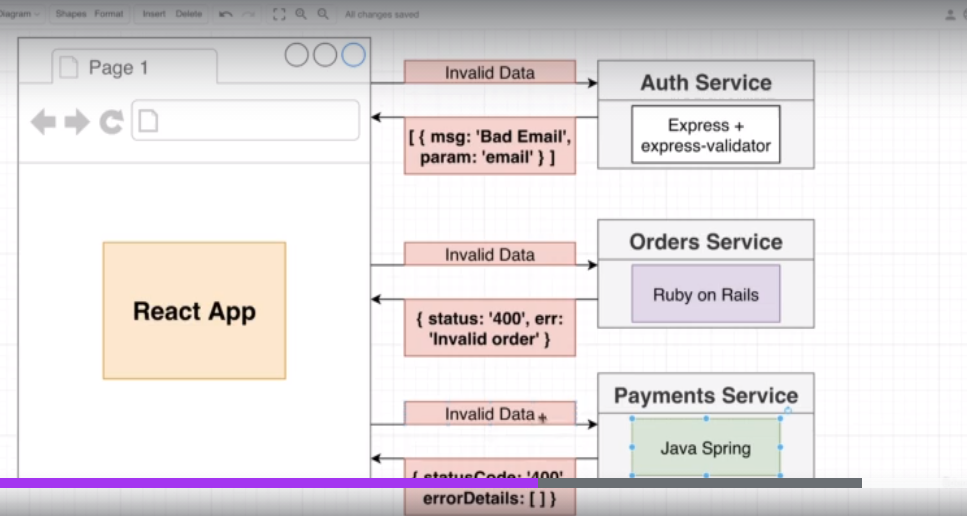 Diagram
Shapes Format Insert Delete All changes saved
Page 1
Invalid Data
[ { msg: 'Bad Email',
param: 'email' } ]
Auth Service
Express +
express-validator
React App
Invalid Data
{ status: '400', err:
'Invalid order' }
Orders Service
Ruby on Rails
Invalid Data
{ statusCode: '400'
errorDetails: [ ] }
Payments Service
Java Spring